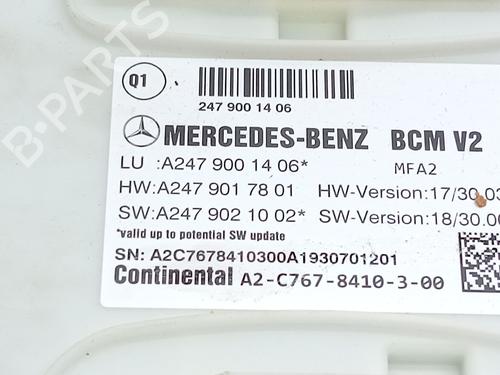 Q1
247 900 14 06
MERCEDES-BENZ BCM V2
LU :A247 900 14 06* MFA2
HW:A247 901 78 01 HW-Version:17/30.03
SW:A247 902 10 02* SW-Version:18/30.00
*valid up to potential SW update
SN: A2C7678410300A1930701201
Continental A2-C767-8410-3-00
B-PARTS